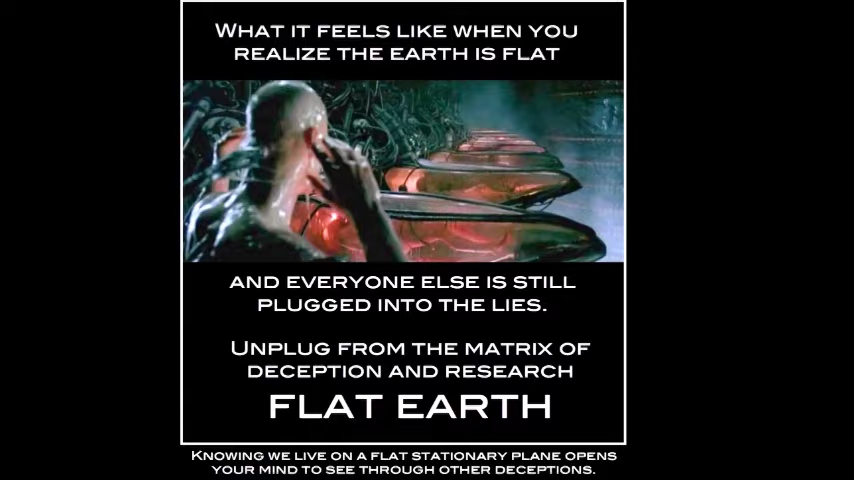 What it feels like when you
realize the earth is flat
and everyone else is still
plugged into the lies.
Unplug from the matrix of
deception and research
FLAT EARTH
Knowing we live on a flat stationary plane opens
your mind to see through other deceptions.